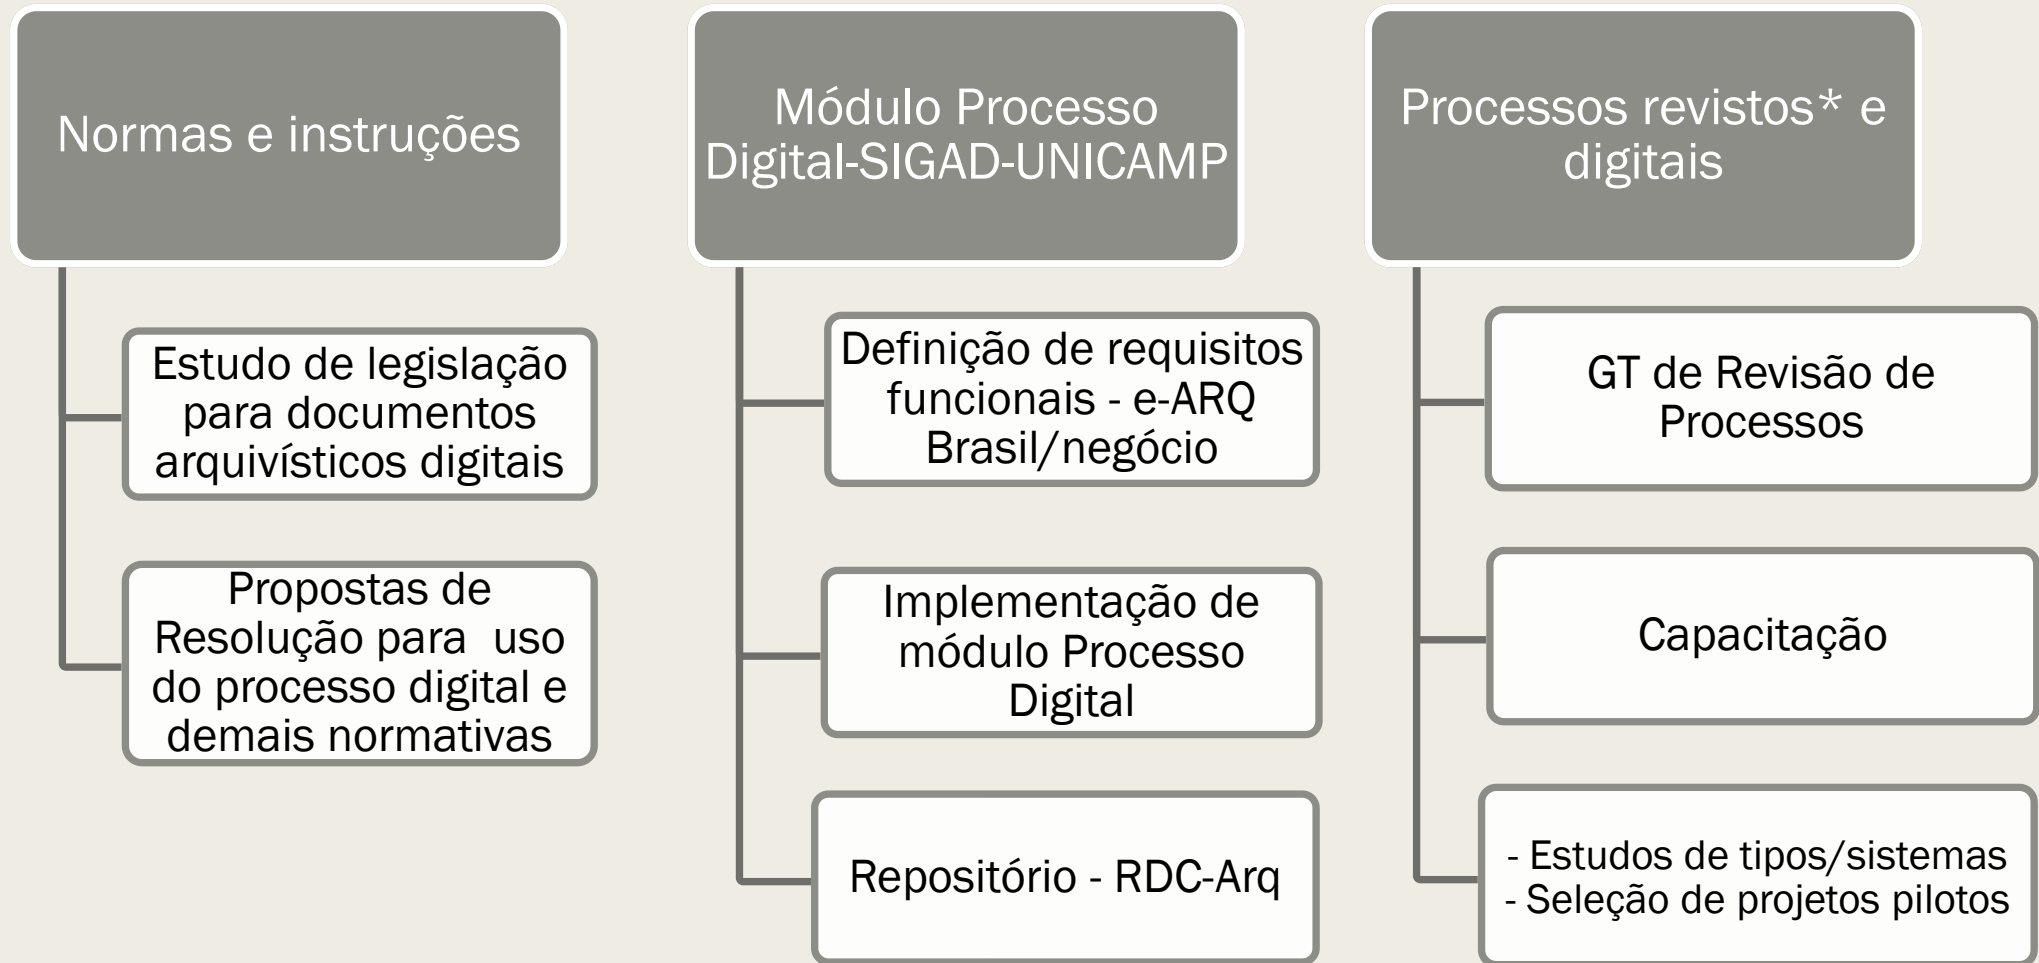 Normas e instruções
Estudo de legislação
para documentos
arquivísticos digitais
Propostas de
Resolução para uso
do processo digital e
demais normativas
Módulo Processo
Digital-SIGAD-UNICAMP
Definição de requisitos
funcionais - e-ARQ
Brasil/negócio
Implementação de
módulo Processo
Digital
Repositório - RDC-Arq
Processos revistos* e
digitais
GT de Revisão de
Processos
Capacitação
- Estudos de tipos/sistemas
- Seleção de projetos pilotos